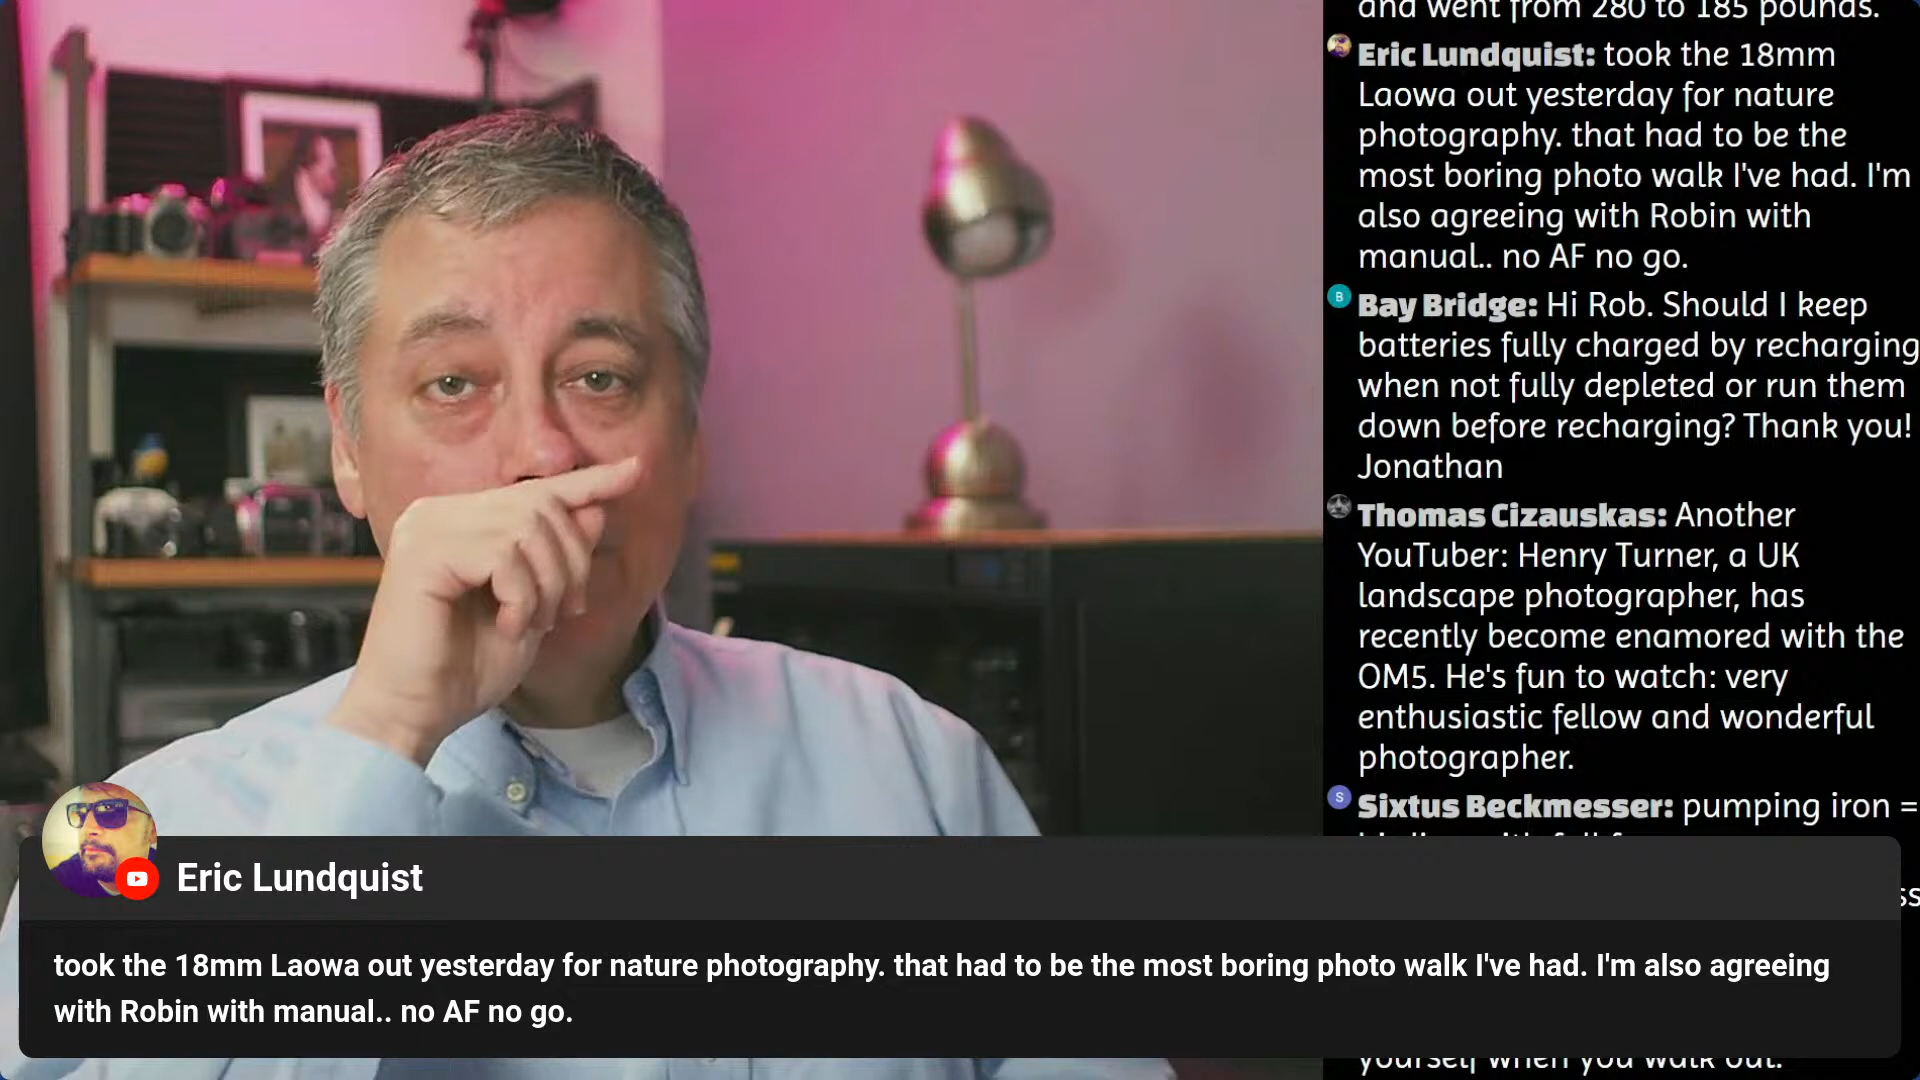 and went from 280 to 185 pounds.
Eric Lundquist: took the 18mm
Laowa out yesterday for nature
photography. that had to be the
most boring photo walk I've had. I'm
also agreeing with Robin with
manual.. no AF no go.
B
Bay Bridge: Hi Rob. Should I keep
batteries fully charged by recharging
when not fully depleted or run them
down before recharging? Thank you!
Jonathan
Thomas Cizauskas: Another
YouTuber: Henry Turner, a UK
landscape photographer, has
recently become enamored with the
OM5. He's fun to watch: very
enthusiastic fellow and wonderful
photographer.
S
Sixtus Beckmesser: pumping iron =
yourself when you walk out.
Eric Lundquist
took the 18mm Laowa out yesterday for nature photography. that had to be the most boring photo walk I've had. I'm also agreeing
with Robin with manual.. no AF no go.